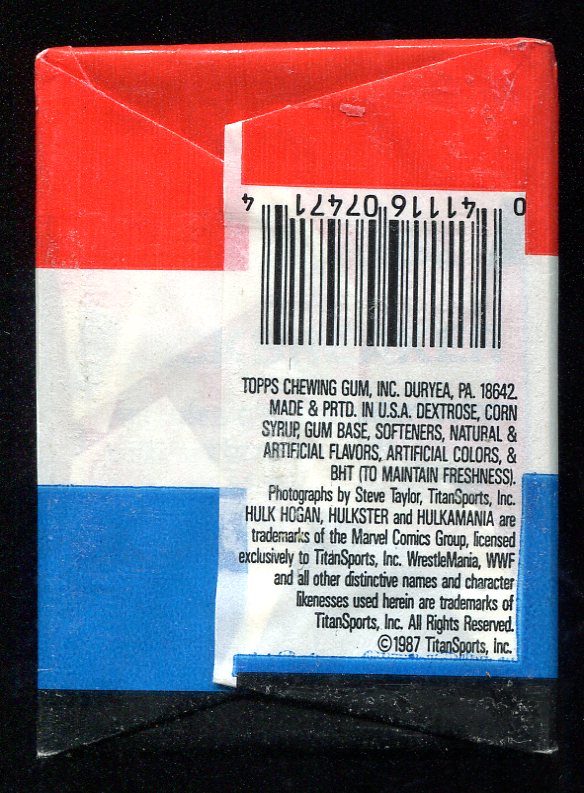 0 41116 07471 4
TOPPS CHEWING GUM, INC. DURYEA, PA. 18642.
MADE & PRTD. IN U.S.A. DEXTROSE, CORN
SYRUP, GUM BASE, SOFTENERS, NATURAL &
ARTIFICIAL FLAVORS, ARTIFICIAL COLORS, &
BHT (TO MAINTAIN FRESHNESS).
Photographs by Steve Taylor, TitanSports, Inc.
HULK HOGAN, HULKSTER and HULKAMANIA are
trademarks of the Marvel Comics Group, licensed
exclusively to TitanSports, Inc. WrestleMania, WWF
and all other distinctive names and character
likenesses used herein are trademarks of
TitanSports, Inc. All Rights Reserved.
©1987 TitanSports, Inc.